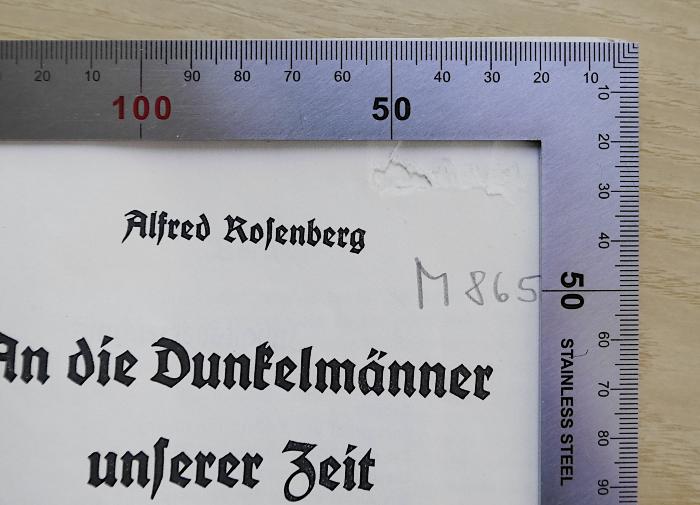 20 10 100 90 80 70 60 50 40 30 20 10
10
20
30
40
50
60
70
80
90
STAINLESS STEEL
Alfred Roſenberg
M 865
An die Dunkelmänner
unſerer Zeit